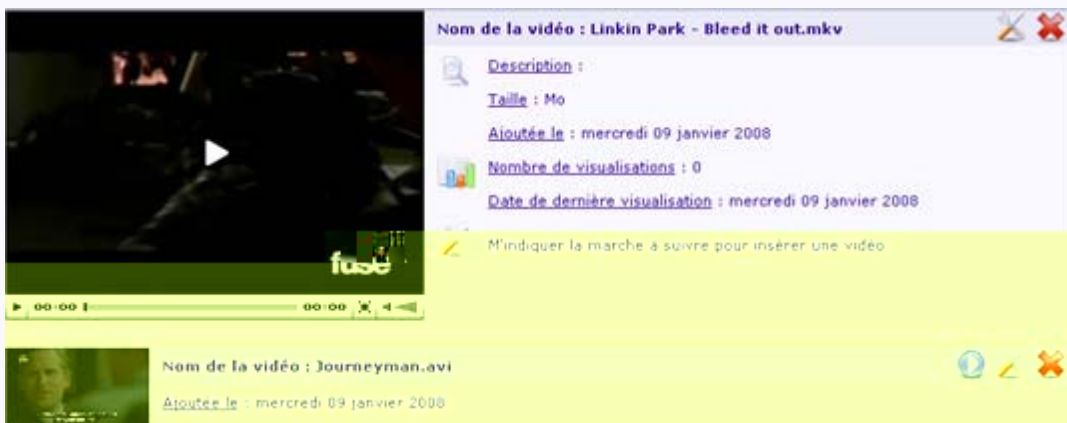 Nom de la vidéo : Linkin Park - Bleed it out.mkv
Description :
Taille : Mo
Ajoutée le : mercredi 09 janvier 2008
Nombre de visualisations : 0
Date de dernière visualisation : mercredi 09 janvier 2008
M'indiquer la marche à suivre pour insérer une vidéo
fuse
00:00 00:00
Nom de la vidéo : Journeyman.avi
Ajoutée le : mercredi 09 janvier 2008